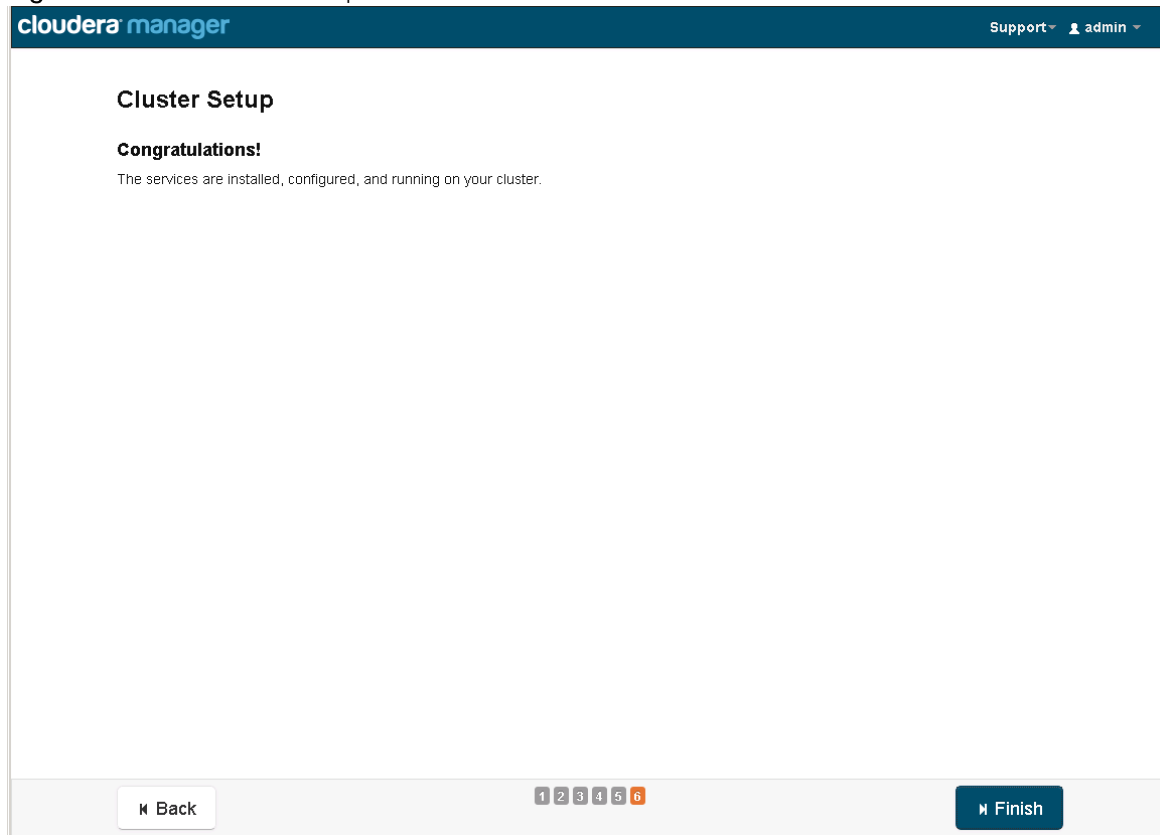 cloudera manager
Support admin
Cluster Setup
Congratulations!
The services are installed, configured, and running on your cluster.
Back
1 2 3 4 5 6
Finish